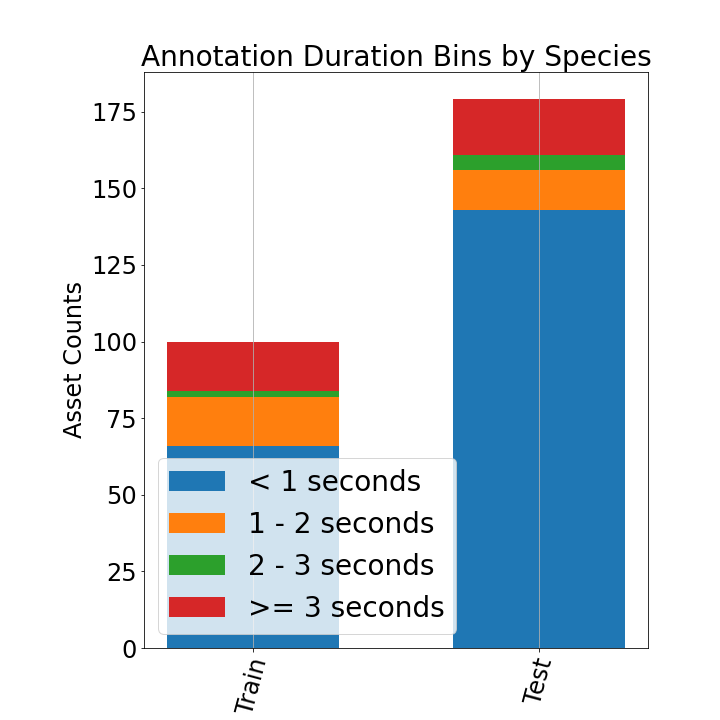 Annotation Duration Bins by Species
Asset Counts
175
150
125
100
75
50
25
0
< 1 seconds
1 - 2 seconds
2 - 3 seconds
>= 3 seconds
Train
Test